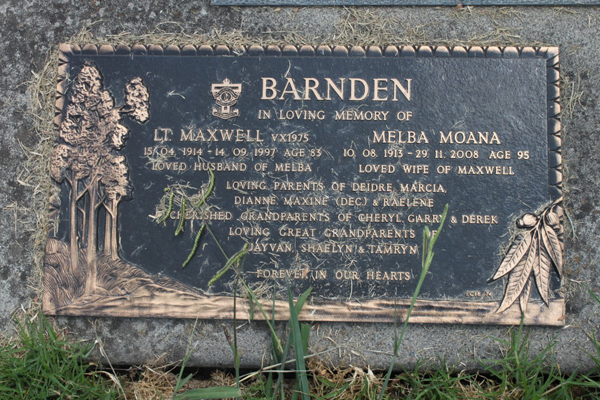 BARNDEN
IN LOVING MEMORY OF
LT MAXWELL VX1975 MELBA MOANA
15. 04. 1914 - 14. 09. 1997 AGE 83 10. 08. 1913 - 29. 11. 2008 AGE 95
LOVED HUSBAND OF MELBA LOVED WIFE OF MAXWELL
LOVING PARENTS OF DEIDRE MARCIA,
DIANNE MAXINE (DEC) & RAELENE
CHERISHED GRANDPARENTS OF CHERYL, GARRY & DEREK
LOVING GREAT GRANDPARENTS
JAYVAN, SHAELYN & TAMRYN
FOREVER IN OUR HEARTS